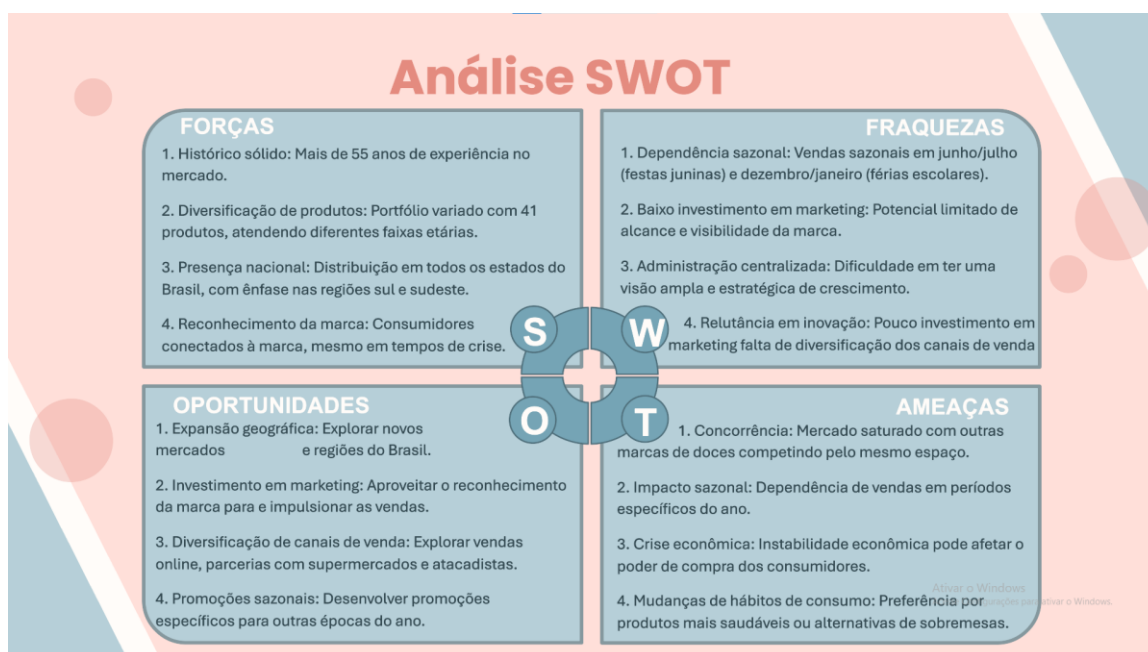 Análise SWOT
FORÇAS
1. Histórico sólido: Mais de 55 anos de experiência no
mercado.
2. Diversificação de produtos: Portfólio variado com 41
produtos, atendendo diferentes faixas etárias.
3. Presença nacional: Distribuição em todos os estados do
Brasil, com ênfase nas regiões sul e sudeste.
4. Reconhecimento da marca: Consumidores
conectados à marca, mesmo em tempos de crise.
FRAQUEZAS
1. Dependência sazonal: Vendas sazonais em junho/julho
(festas juninas) e dezembro/janeiro (férias escolares).
2. Baixo investimento em marketing: Potencial limitado de
alcance e visibilidade da marca.
3. Administração centralizada: Dificuldade em ter uma
visão ampla e estratégica de crescimento.
4. Relutância em inovação: Pouco investimento em
marketing falta de diversificação dos canais de venda
S
W
O
T
OPORTUNIDADES
1. Expansão geográfica: Explorar novos
mercados e regiões do Brasil.
2. Investimento em marketing: Aproveitar o reconhecimento
da marca para e impulsionar as vendas.
3. Diversificação de canais de venda: Explorar vendas
online, parcerias com supermercados e atacadistas.
4. Promoções sazonais: Desenvolver promoções
específicos para outras épocas do ano.
AMEAÇAS
1. Concorrência: Mercado saturado com outras
marcas de doces competindo pelo mesmo espaço.
2. Impacto sazonal: Dependência de vendas em períodos
específicos do ano.
3. Crise econômica: Instabilidade econômica pode afetar o
poder de compra dos consumidores.
4. Mudanças de hábitos de consumo: Preferência por
produtos mais saudáveis ou alternativas de sobremesas.
Ativar o Windows
para ativar o Windows.